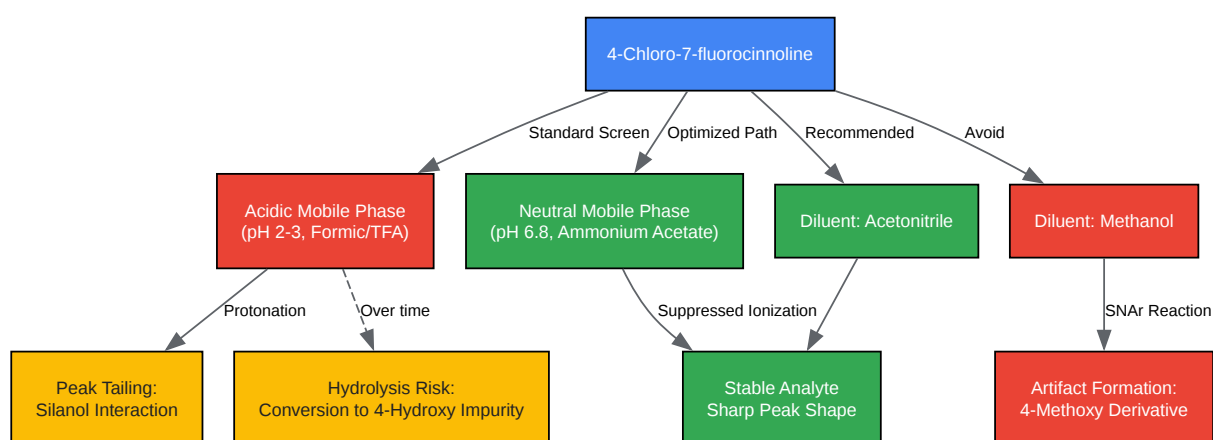 4-Chloro-7-fluorocinnoline
Standard Screen
Optimized Path
Recommended
Avoid
Acidic Mobile Phase
(pH 2-3, Formic/TFA)
Neutral Mobile Phase
(pH 6.8, Ammonium Acetate)
Diluent: Acetonitrile
Diluent: Methanol
Protonation
Over time
Suppressed Ionization
SNAr Reaction
Peak Tailing:
Silanol Interaction
Hydrolysis Risk:
Conversion to 4-Hydroxy Impurity
Stable Analyte
Sharp Peak Shape
Artifact Formation:
4-Methoxy Derivative